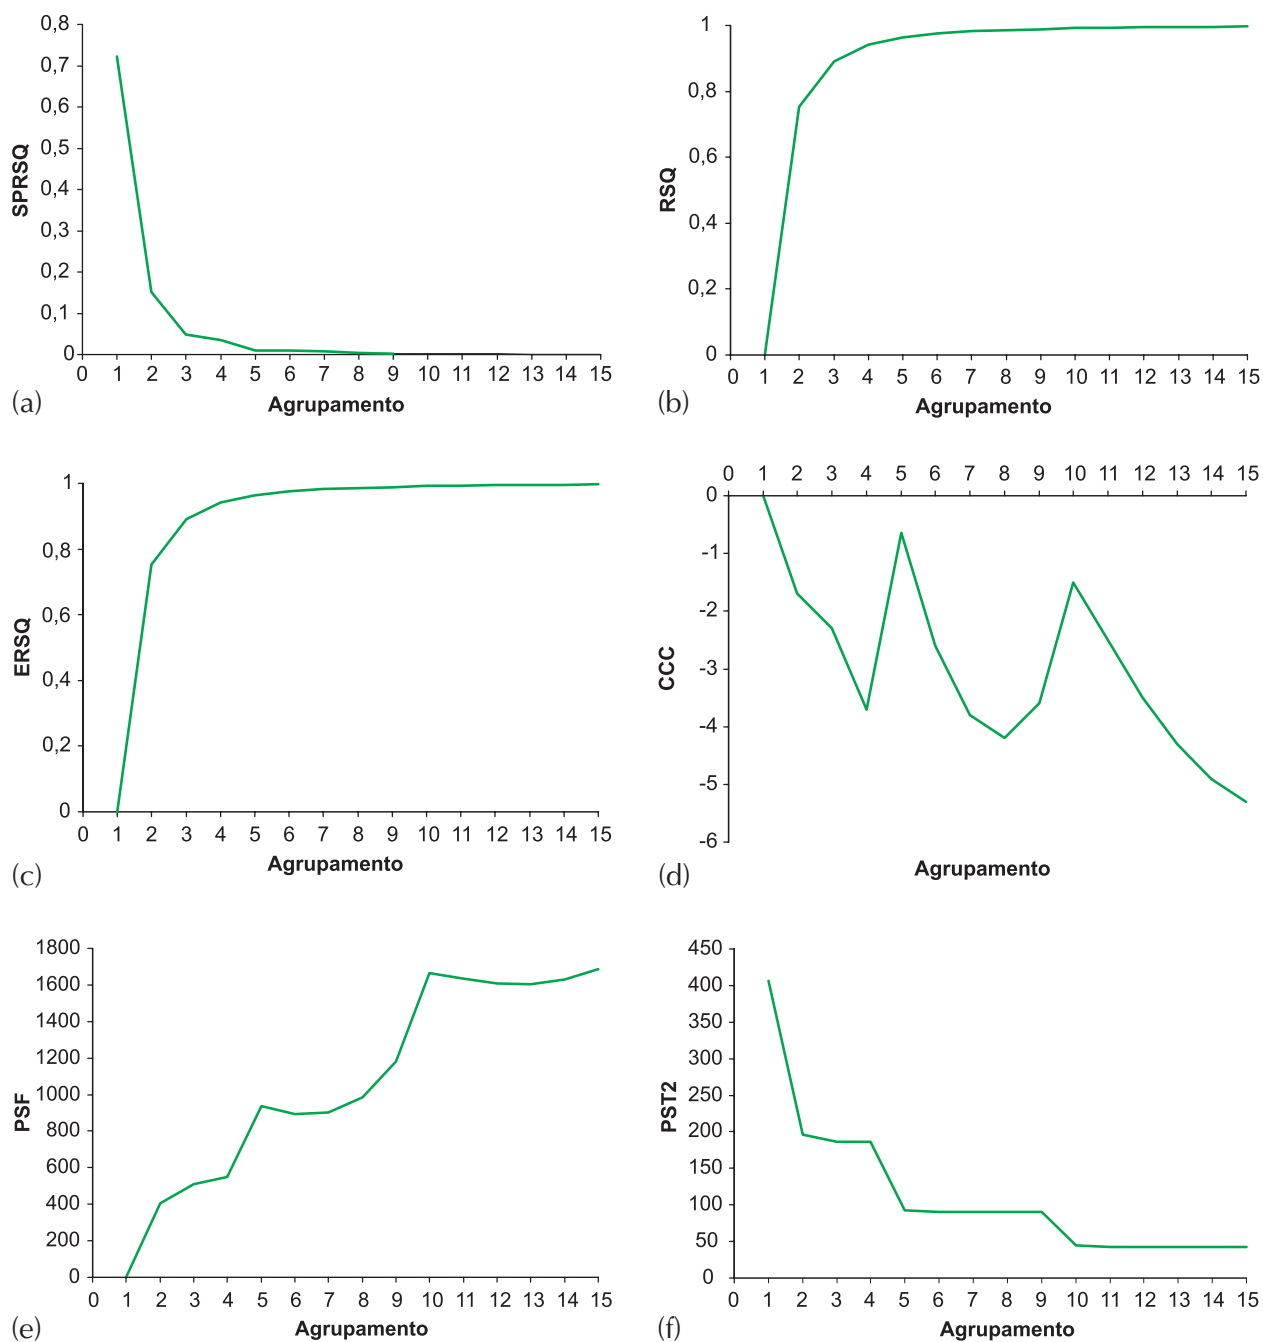 0,8
0,7
0,6
0,5
0,4
0,3
0,2
0,1
0
SPRSQ
0 1 2 3 4 5 6 7 8 9 10 11 12 13 14 15
Agrupamento
(a)
1
0,8
0,6
0,4
0,2
0
RSQ
0 1 2 3 4 5 6 7 8 9 10 11 12 13 14 15
Agrupamento
(b)
1
0,8
0,6
0,4
0,2
0
ERSQ
0 1 2 3 4 5 6 7 8 9 10 11 12 13 14 15
Agrupamento
(c)
0 1 2 3 4 5 6 7 8 9 10 11 12 13 14 15
0
-1
-2
-3
-4
-5
-6
CCC
Agrupamento
(d)
1800
1600
1400
1200
1000
800
600
400
200
0
PSF
0 1 2 3 4 5 6 7 8 9 10 11 12 13 14 15
Agrupamento
(e)
450
400
350
300
250
200
150
100
50
0
PST2
0 1 2 3 4 5 6 7 8 9 10 11 12 13 14 15
Agrupamento
(f)